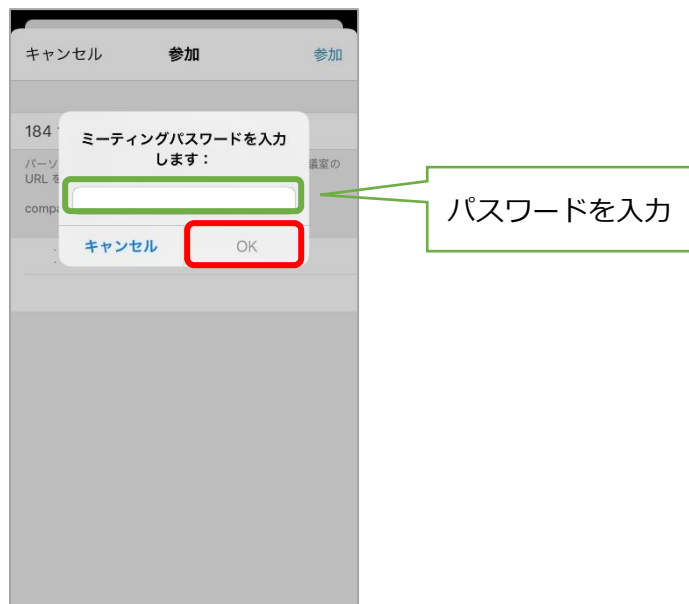 キャンセル 参加 参加
184
ミーティングパスワードを入力
します：
パーソ 議室の
URL を
compa
パスワードを入力
キャンセル OK